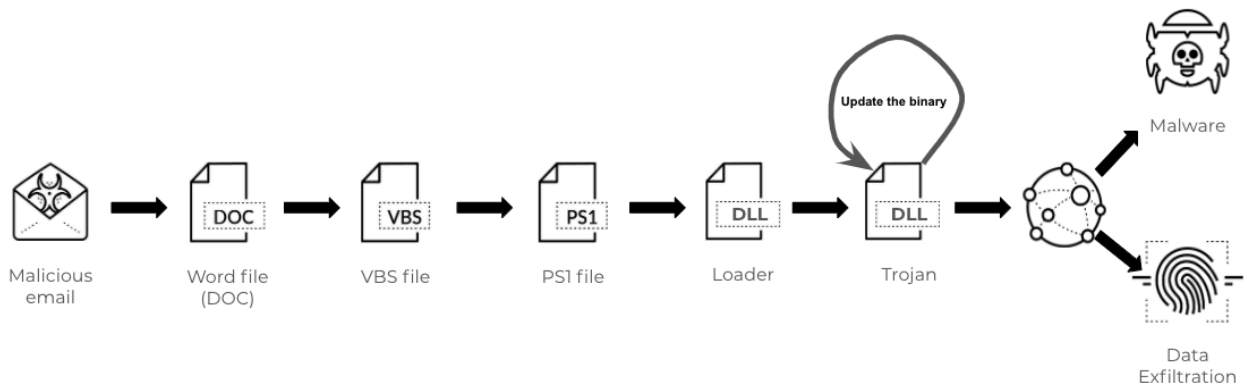 Update the binary
Malware
DOC
VBS
PS1
DLL
DLL
Malicious
email
Word file
(DOC)
VBS file
PS1 file
Loader
Trojan
Data
Exfiltration